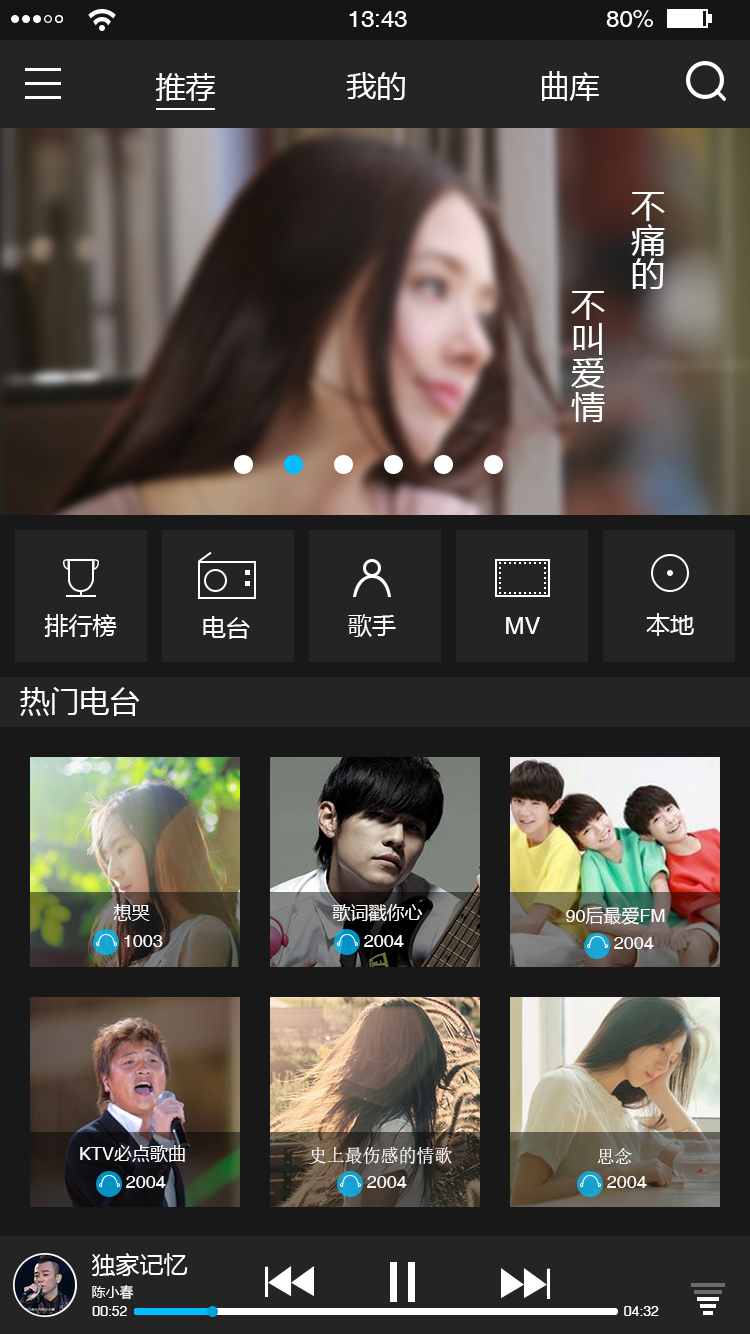 13:43 80%
推荐 我的 曲库
不痛的
不叫爱情
排行榜 电台 歌手 MV 本地
热门电台
想哭
1003
歌词戳你心
2004
90后最爱FM
2004
KTV必点歌曲
2004
史上最伤感的情歌
2004
思念
2004
独家记忆
陈小春
00:52 04:32